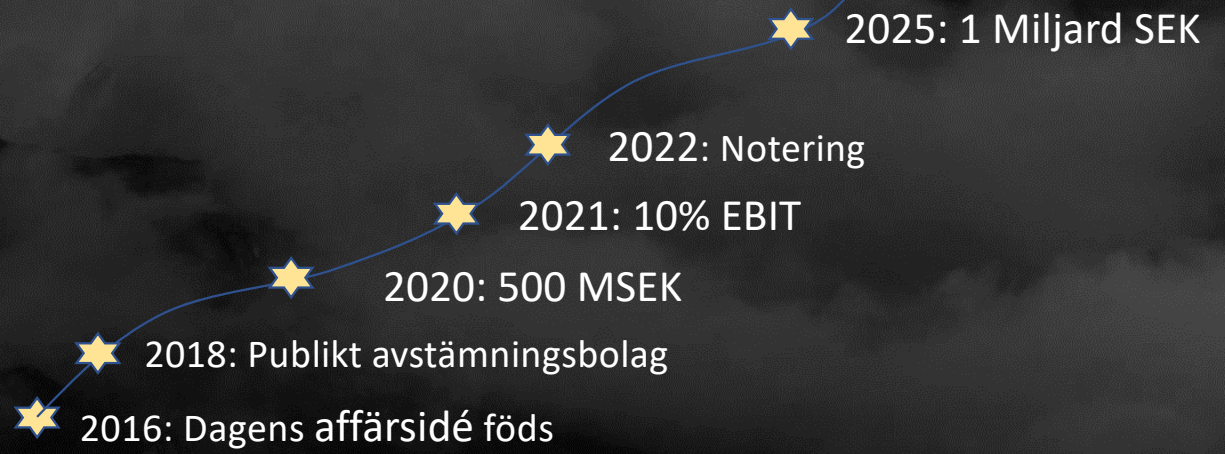 2025: 1 Miljard SEK
2022: Notering
2021: 10% EBIT
2020: 500 MSEK
2018: Publikt avstämningsbolag
2016: Dagens affärsidé föds